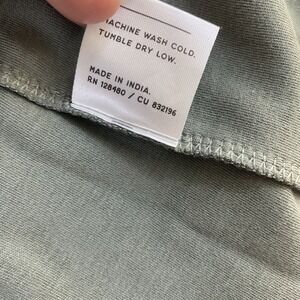 MACHINE WASH COLD.
TUMBLE DRY LOW.
MADE IN INDIA.
RN 128480 / CU 832196